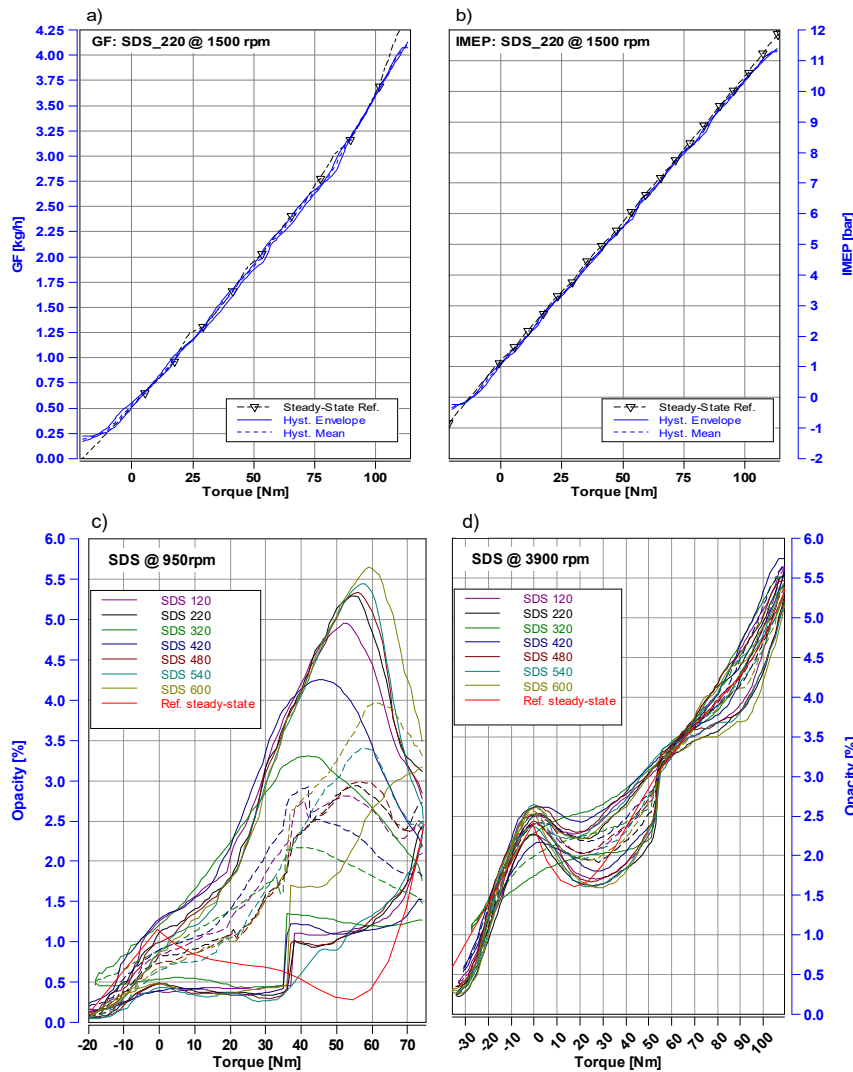 a)
GF: SDS_220 @ 1500 rpm
4.25
4.00
3.75
3.50
3.25
3.00
2.75
2.50
2.25
2.00
1.75
1.50
1.25
1.00
0.75
0.50
0.25
0.00
GF [kg/h]
Steady-State Ref.
Hyst. Envelope
Hyst. Mean
0 25 50 75 100
Torque [Nm]
b)
IMEP: SDS_220 @ 1500 rpm
12
11
10
9
8
7
6
5
4
3
2
1
0
-1
-2
IMEP [bar]
Steady-State Ref.
Hyst. Envelope
Hyst. Mean
0 25 50 75 100
Torque [Nm]
c)
SDS @ 950rpm
6.0
5.5
5.0
4.5
4.0
3.5
3.0
2.5
2.0
1.5
1.0
0.5
0.0
Opacity [%]
SDS 120
SDS 220
SDS 320
SDS 420
SDS 480
SDS 540
SDS 600
Ref. steady-state
-20 -10 0 10 20 30 40 50 60 70
Torque [Nm]
d)
SDS @ 3900 rpm
6.0
5.5
5.0
4.5
4.0
3.5
3.0
2.5
2.0
1.5
1.0
0.5
0.0
Opacity [%]
SDS 120
SDS 220
SDS 320
SDS 420
SDS 480
SDS 540
SDS 600
Ref. steady-state
-30 -20 -10 0 10 20 30 40 50 60 70 80 90 100
Torque [Nm]